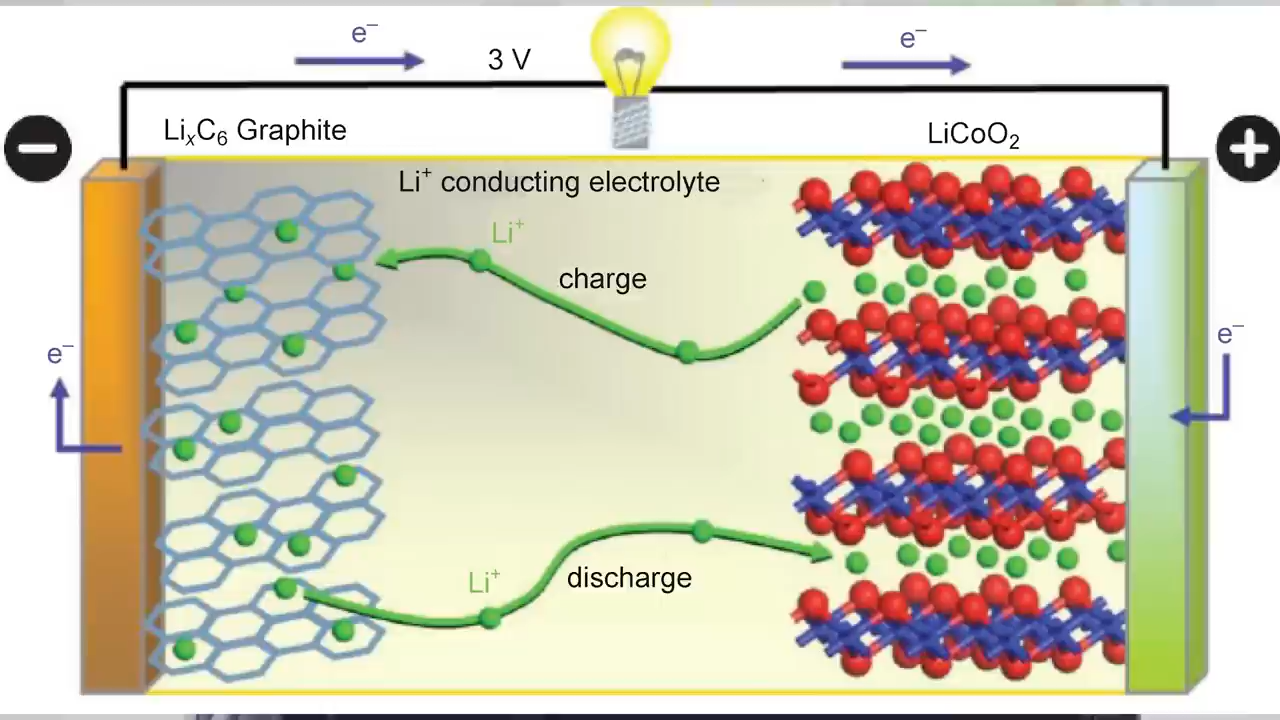 e⁻
e⁻
3 V
LiₓC₆ Graphite
LiCoO₂
Li⁺ conducting electrolyte
Li⁺
charge
e⁻
e⁻
Li⁺
discharge